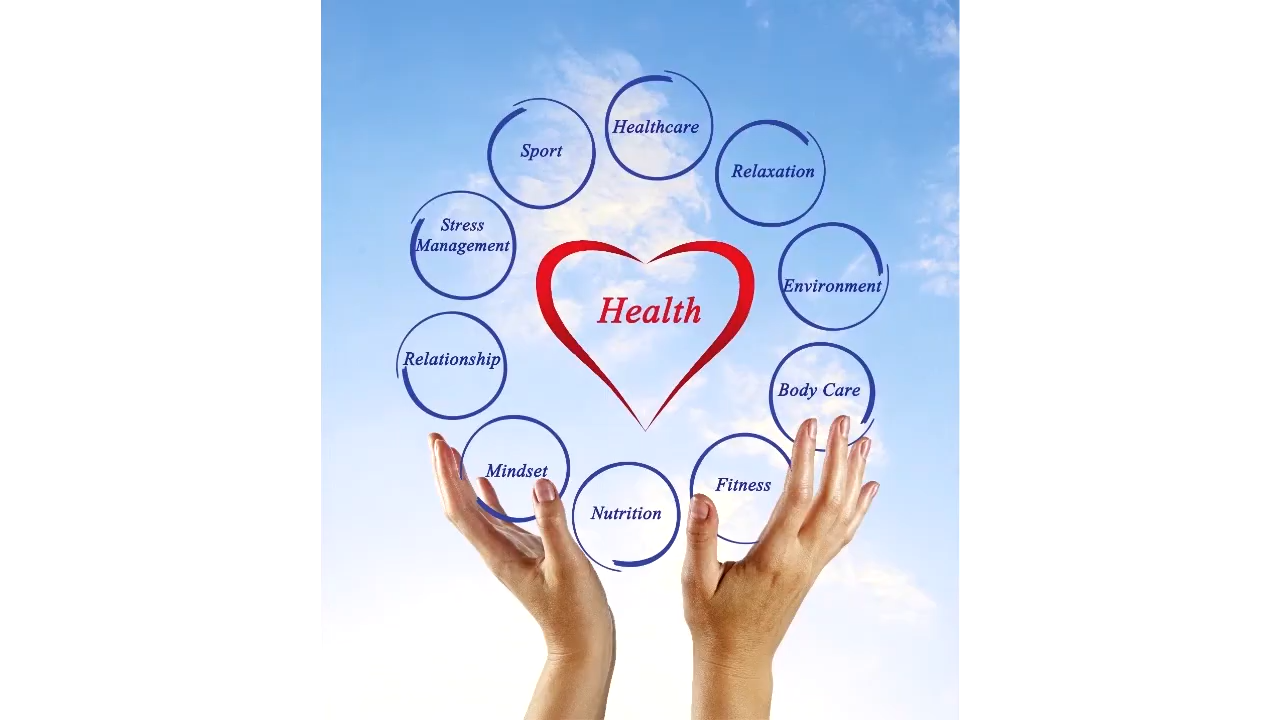 Healthcare
Sport
Relaxation
Stress
Management
Environment
Health
Relationship
Body Care
Mindset
Fitness
Nutrition